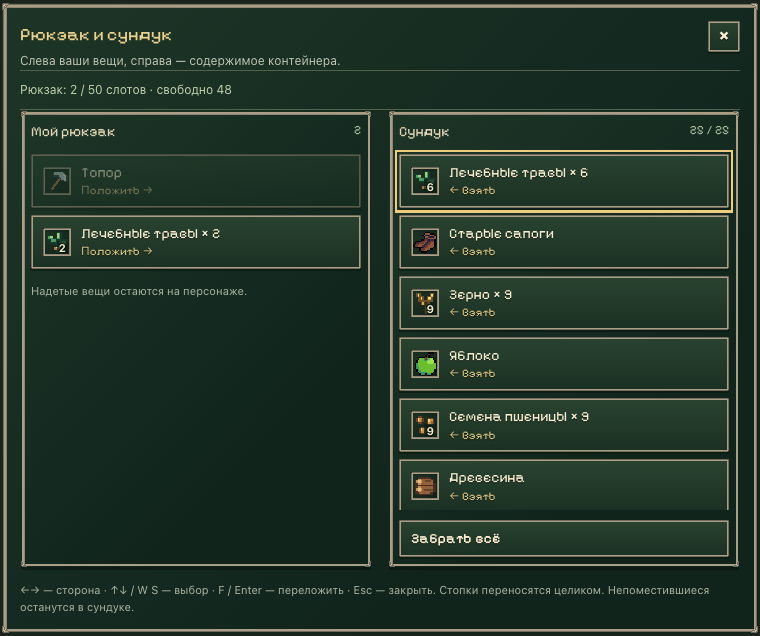 Рюкзак и сундук
×
Слева ваши вещи, справа — содержимое контейнера.
Рюкзак: 2 / 50 слотов · свободно 48
Мой рюкзак
2
Топор
Положить →
2
Лечебные травы × 2
Положить →
Надетые вещи остаются на персонаже.
Сундук
28 / 28
6
Лечебные травы × 6
← Взять
Старые сапоги
← Взять
9
Зерно × 9
← Взять
Яблоко
← Взять
9
Семена пшеницы × 9
← Взять
Древесина
← Взять
Забрать всё
←→ — сторона · ↑↓ / W S — выбор · F / Enter — переложить · Esc — закрыть. Стопки переносятся целиком. Непоместившиеся
останутся в сундуке.